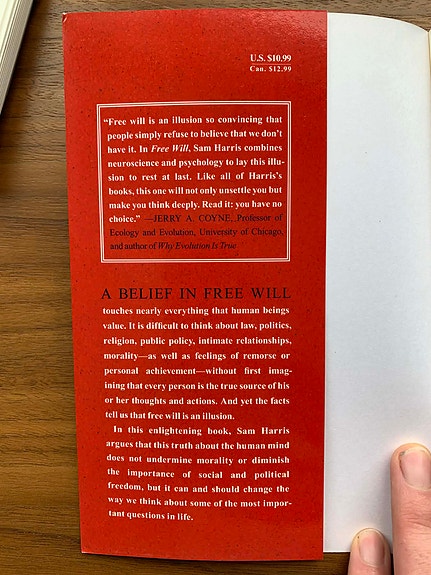 U.S. $10.99
Can. $12.99
“Free will is an illusion so convincing that
people simply refuse to believe that we don’t
have it. In Free Will, Sam Harris combines
neuroscience and psychology to lay this illu-
sion to rest at last. Like all of Harris’s
books, this one will not only unsettle you but
make you think deeply. Read it: you have no
choice.” —JERRY A. COYNE, Professor of
Ecology and Evolution, University of Chicago,
and author of Why Evolution Is True
A BELIEF IN FREE WILL
touches nearly everything that human beings
value. It is difficult to think about law, politics,
religion, public policy, intimate relationships,
morality—as well as feelings of remorse or
personal achievement—without first imag-
ining that every person is the true source of his
or her thoughts and actions. And yet the facts
tell us that free will is an illusion.
In this enlightening book, Sam Harris
argues that this truth about the human mind
does not undermine morality or diminish
the importance of social and political
freedom, but it can and should change the
way we think about some of the most impor-
tant questions in life.